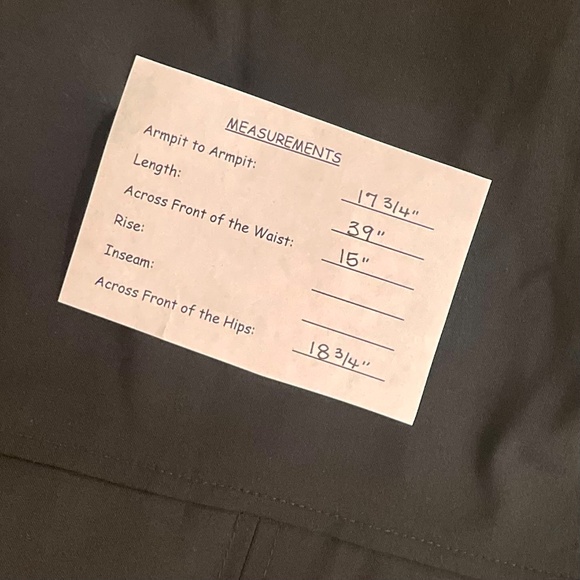 MEASUREMENTS
Armpit to Armpit: 17 3/4"
Length: 39"
Across Front of the Waist: 15"
Rise:
Inseam:
Across Front of the Hips: 18 3/4"